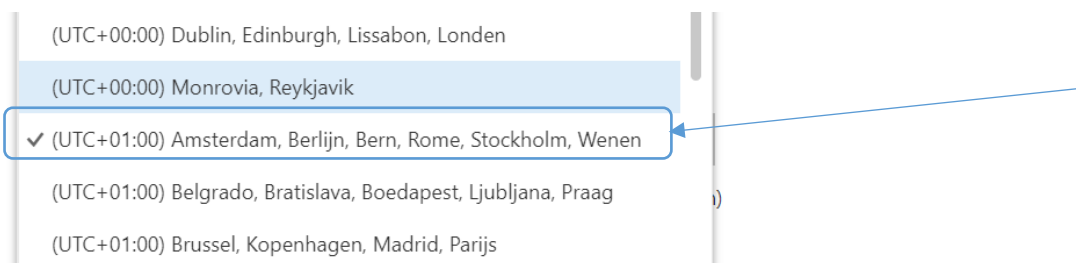 (UTC+00:00) Dublin, Edinburgh, Lissabon, Londen
(UTC+00:00) Monrovia, Reykjavik
(UTC+01:00) Amsterdam, Berlijn, Bern, Rome, Stockholm, Wenen
(UTC+01:00) Belgrado, Bratislava, Boedapest, Ljubljana, Praag
(UTC+01:00) Brussel, Kopenhagen, Madrid, Parijs